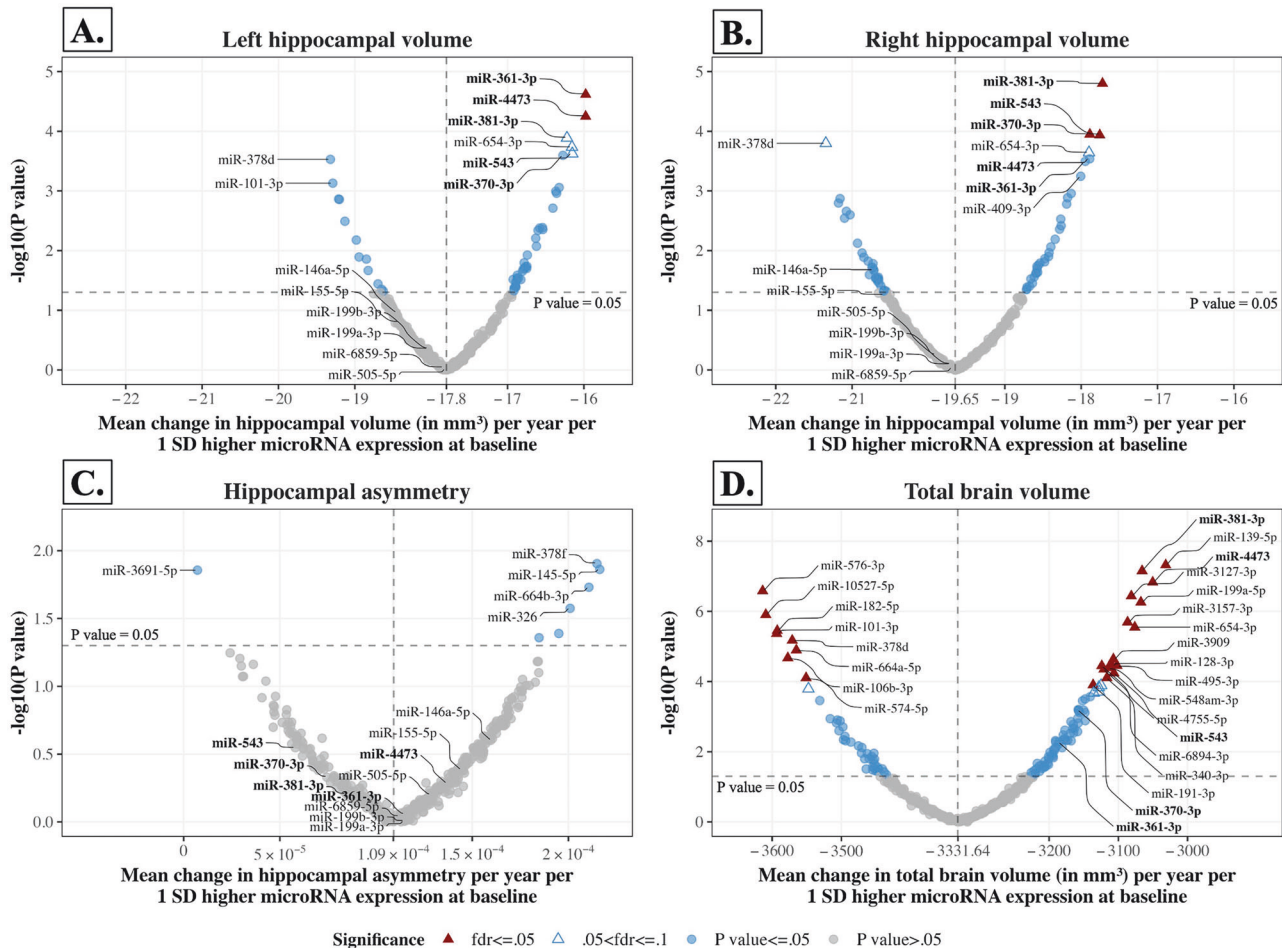 A.
Left hippocampal volume
-log10(P value)
5
4
3
2
1
0
miR-361-3p
miR-4473
miR-381-3p
miR-654-3p
miR-543
miR-370-3p
miR-378d
miR-101-3p
miR-146a-5p
miR-155-5p
miR-199b-3p
miR-199a-3p
miR-6859-5p
miR-505-5p
P value = 0.05
−22
−20
−19
−17.8
−17
−16
Mean change in hippocampal volume (in mm³) per year per
1 SD higher microRNA expression at baseline
B.
Right hippocampal volume
-log10(P value)
5
4
3
2
1
0
miR-381-3p
miR-543
miR-370-3p
miR-654-3p
miR-4473
miR-361-3p
miR-409-3p
miR-378d
miR-146a-5p
miR-155-5p
miR-505-5p
miR-199b-3p
miR-199a-3p
miR-6859-5p
P value = 0.05
−22
−21
−19.65
−19
−18
−16
Mean change in hippocampal volume (in mm³) per year per
1 SD higher microRNA expression at baseline
C.
Hippocampal asymmetry
-log10(P value)
2.0
1.5
1.0
0.5
0.0
miR-3691-5p
miR-378f
miR-145-5p
miR-664b-3p
miR-326
P value = 0.05
miR-146a-5p
miR-155-5p
miR-543
miR-4473
miR-370-3p
miR-505-5p
miR-381-3p
miR-361-3p
miR-6859-5p
miR-199b-3p
miR-199a-3p
0
5 × 10⁻⁵
1.09 × 10⁻⁴
1.5 × 10⁻⁴
2 × 10⁻⁴
Mean change in hippocampal asymmetry per year per
1 SD higher microRNA expression at baseline
D.
Total brain volume
-log10(P value)
8
6
4
2
0
miR-381-3p
miR-139-5p
miR-4473
miR-3127-3p
miR-199a-5p
miR-3157-3p
miR-654-3p
miR-3909
miR-128-3p
miR-495-3p
miR-548am-3p
miR-4755-5p
miR-543
miR-6894-3p
miR-340-3p
miR-191-3p
miR-370-3p
miR-361-3p
miR-576-3p
miR-10527-5p
miR-182-5p
miR-101-3p
miR-378d
miR-664a-5p
miR-106b-3p
miR-574-5p
P value = 0.05
−3600
−3500
−3331.64
−3200
−3100
−3000
Mean change in total brain volume (in mm³) per year per
1 SD higher microRNA expression at baseline
Significance fdr<=.05 .05<fdr<=.1 P value<=.05 P value>.05